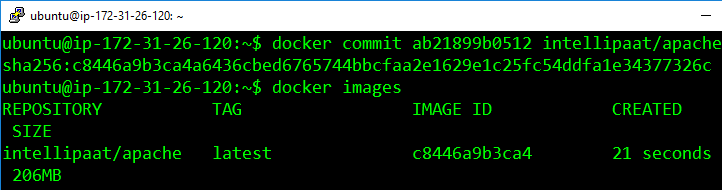 ubuntu@ip-172-31-26-120: ~
ubuntu@ip-172-31-26-120:~$ docker commit ab21899b0512 intellipaat/apache
sha256:c8446a9b3ca4a6436cbed6765744bbcfaa2e1629e1c25fc54ddfa1e34377326c
ubuntu@ip-172-31-26-120:~$ docker images
REPOSITORY TAG IMAGE ID CREATED
SIZE
intellipaat/apache latest c8446a9b3ca4 21 seconds
206MB